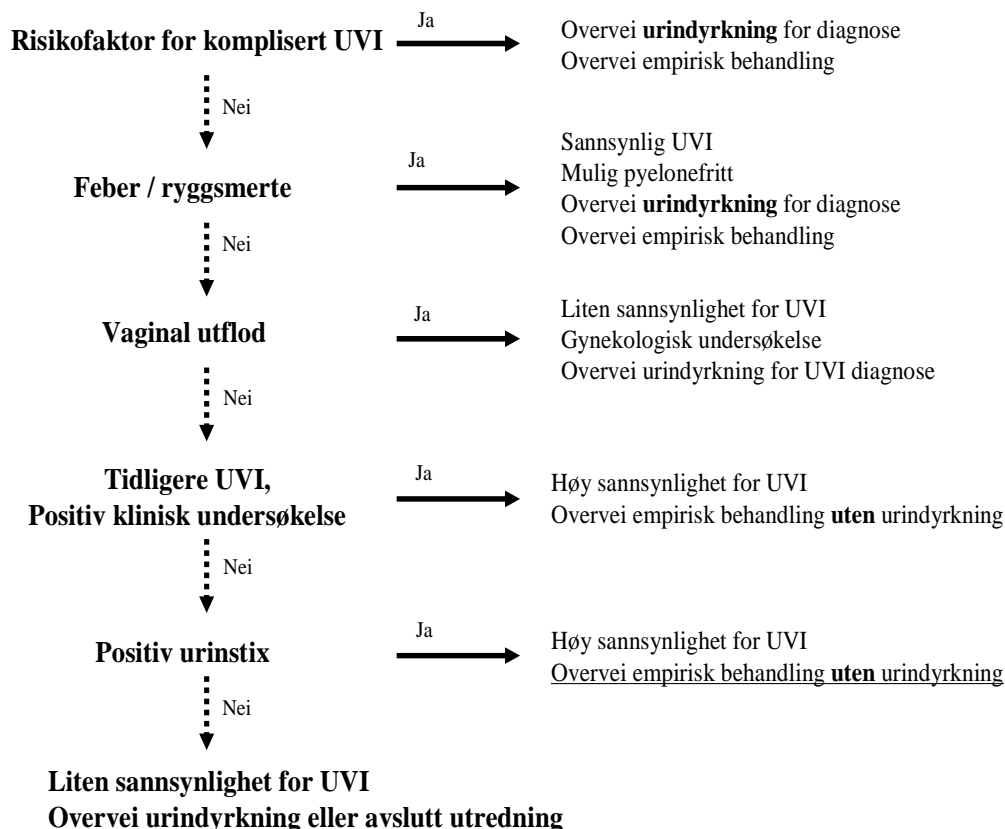 Risikofaktor for komplisert UVI
Ja
Overvei urindyrkning for diagnose
Overvei empirisk behandling
Nei
Feber / ryggsmerte
Ja
Sannsynlig UVI
Mulig pyelonefritt
Overvei urindyrkning for diagnose
Overvei empirisk behandling
Nei
Vaginal utflod
Ja
Liten sannsynlighet for UVI
Gynekologisk undersøkelse
Overvei urindyrkning for UVI diagnose
Nei
Tidligere UVI,
Positiv klinisk undersøkelse
Ja
Høy sannsynlighet for UVI
Overvei empirisk behandling uten urindyrkning
Nei
Positiv urinstix
Ja
Høy sannsynlighet for UVI
Overvei empirisk behandling uten urindyrkning
Nei
Liten sannsynlighet for UVI
Overvei urindyrkning eller avslutt utredning